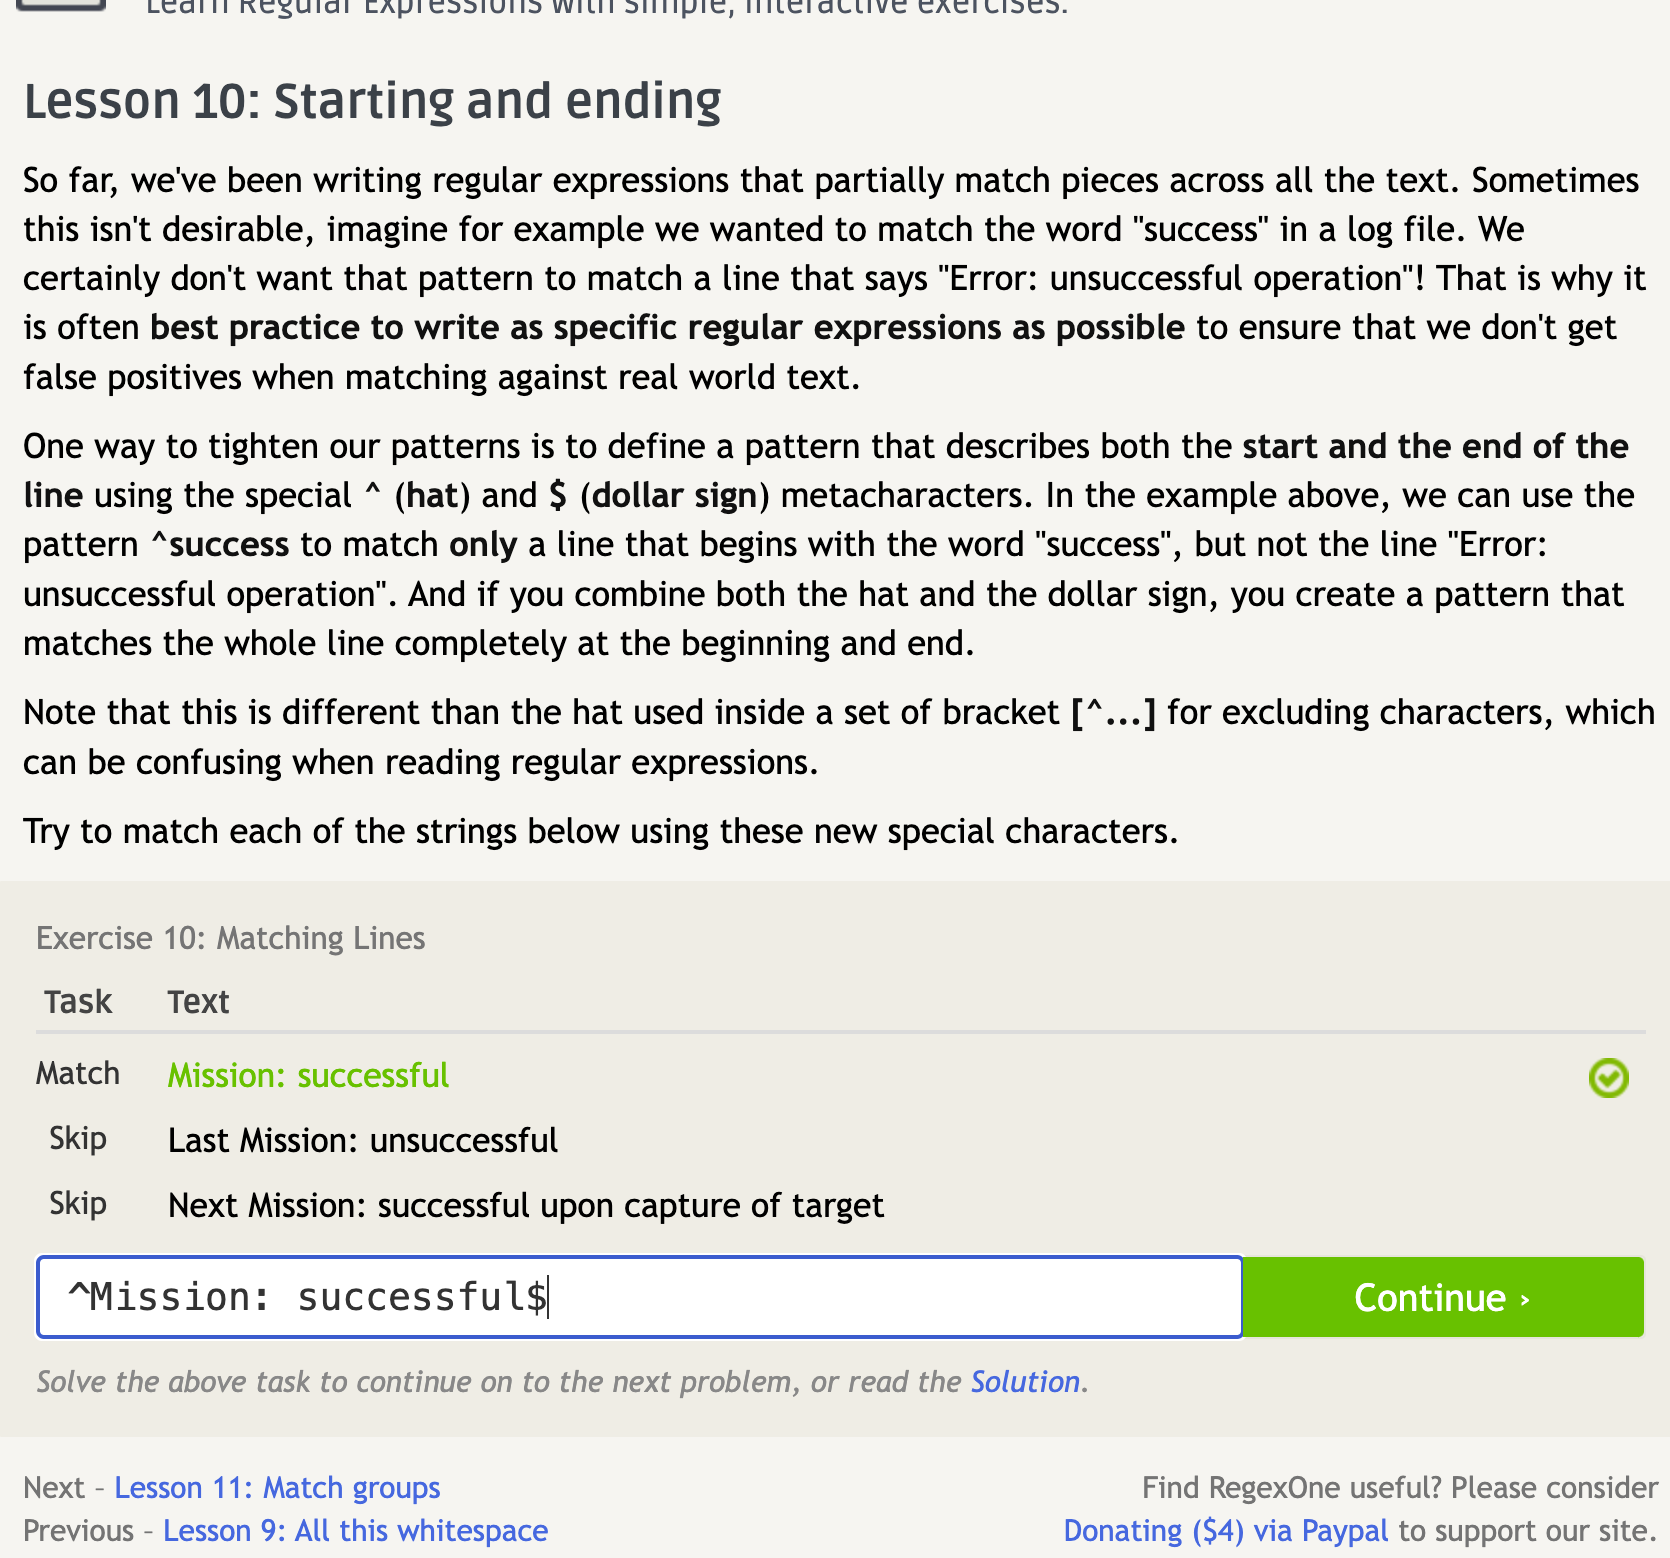 Learn Regular Expressions with simple, interactive exercises.
Lesson 10: Starting and ending
So far, we've been writing regular expressions that partially match pieces across all the text. Sometimes
this isn't desirable, imagine for example we wanted to match the word "success" in a log file. We
certainly don't want that pattern to match a line that says "Error: unsuccessful operation"! That is why it
is often best practice to write as specific regular expressions as possible to ensure that we don't get
false positives when matching against real world text.
One way to tighten our patterns is to define a pattern that describes both the start and the end of the
line using the special ^ (hat) and $ (dollar sign) metacharacters. In the example above, we can use the
pattern ^success to match only a line that begins with the word "success", but not the line "Error:
unsuccessful operation". And if you combine both the hat and the dollar sign, you create a pattern that
matches the whole line completely at the beginning and end.
Note that this is different than the hat used inside a set of bracket [^...] for excluding characters, which
can be confusing when reading regular expressions.
Try to match each of the strings below using these new special characters.
Exercise 10: Matching Lines
Task Text
Match Mission: successful
Skip Last Mission: unsuccessful
Skip Next Mission: successful upon capture of target
^Mission: successful$ Continue ›
Solve the above task to continue on to the next problem, or read the Solution.
Next – Lesson 11: Match groups
Previous – Lesson 9: All this whitespace
Find RegexOne useful? Please consider
Donating ($4) via Paypal to support our site.